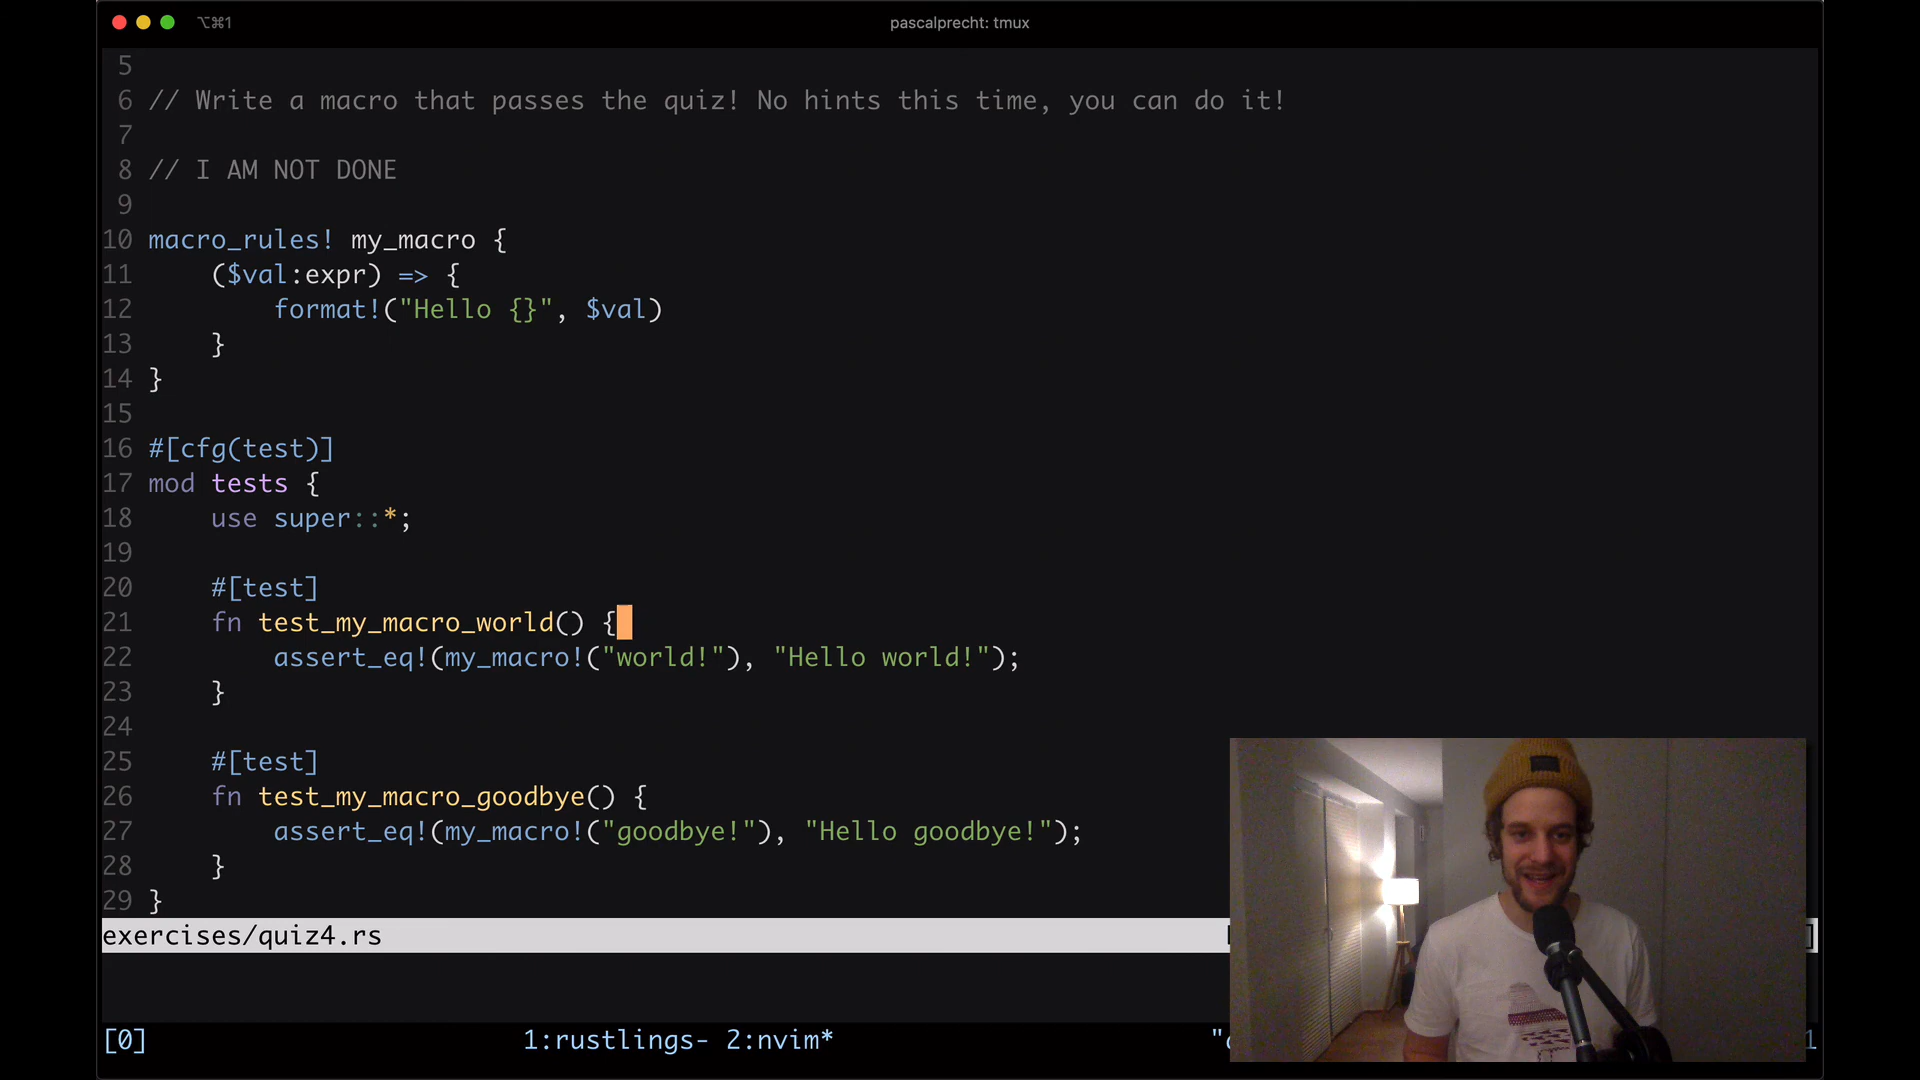 ⌥⌘1
pascalprecht: tmux
5
6 // Write a macro that passes the quiz! No hints this time, you can do it!
7
8 // I AM NOT DONE
9
10 macro_rules! my_macro {
11     ($val:expr) => {
12         format!("Hello {}", $val)
13     }
14 }
15
16 #[cfg(test)]
17 mod tests {
18     use super::*;
19
20     #[test]
21     fn test_my_macro_world() {
22         assert_eq!(my_macro!("world!"), "Hello world!");
23     }
24
25     #[test]
26     fn test_my_macro_goodbye() {
27         assert_eq!(my_macro!("goodbye!"), "Hello goodbye!");
28     }
29 }
exercises/quiz4.rs
[0] 1:rustlings- 2:nvim*